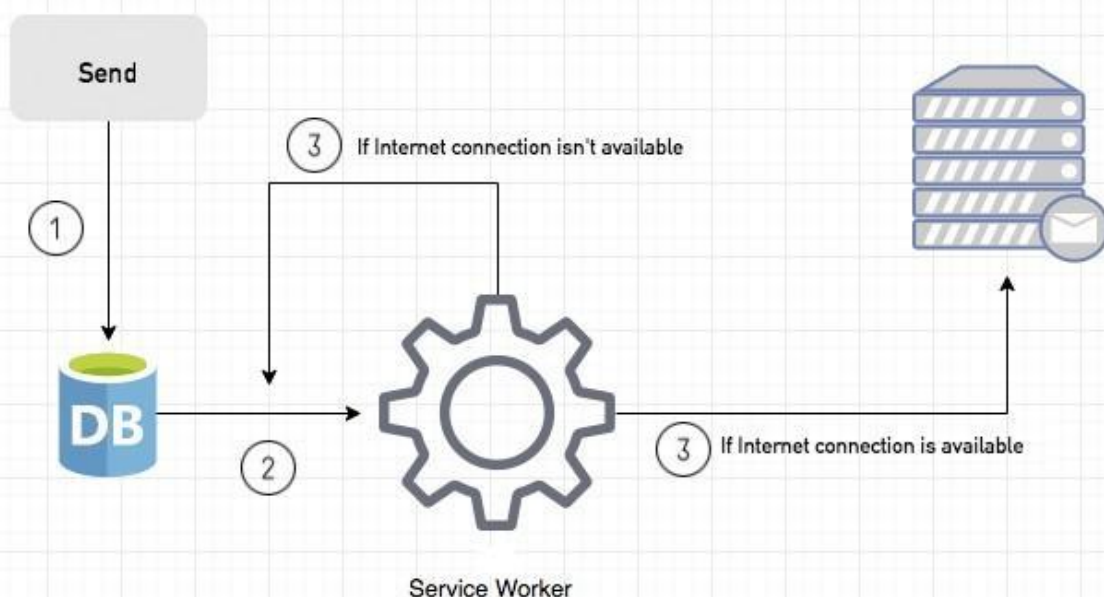 Send
3 If Internet connection isn't available
1
DB
2
3 If Internet connection is available
Service Worker